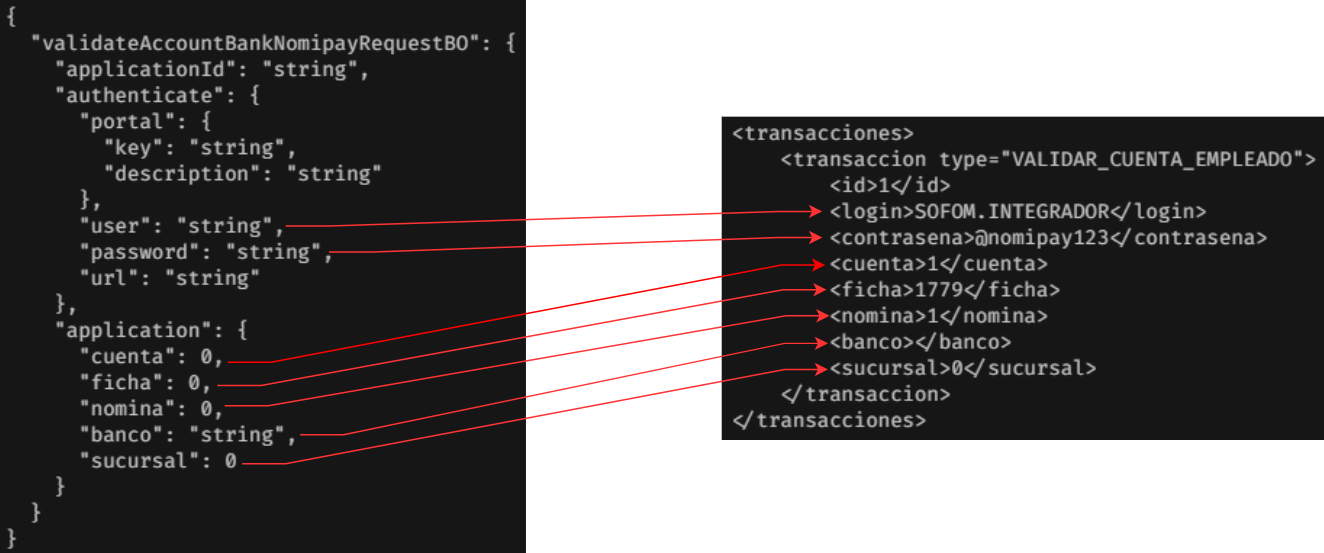 {
  "validateAccountBankNomipayRequestBO": {
    "applicationId": "string",
    "authenticate": {
      "portal": {
        "key": "string",
        "description": "string"
      },
      "user": "string",
      "password": "string",
      "url": "string"
    },
    "application": {
      "cuenta": 0,
      "ficha": 0,
      "nomina": 0,
      "banco": "string",
      "sucursal": 0
    }
  }
}
<transacciones>
    <transaccion type="VALIDAR_CUENTA_EMPLEADO">
        <id>1</id>
        <login>SOFOM.INTEGRADOR</login>
        <contrasena>@nomipay123</contrasena>
        <cuenta>1</cuenta>
        <ficha>1779</ficha>
        <nomina>1</nomina>
        <banco></banco>
        <sucursal>0</sucursal>
    </transaccion>
</transacciones>